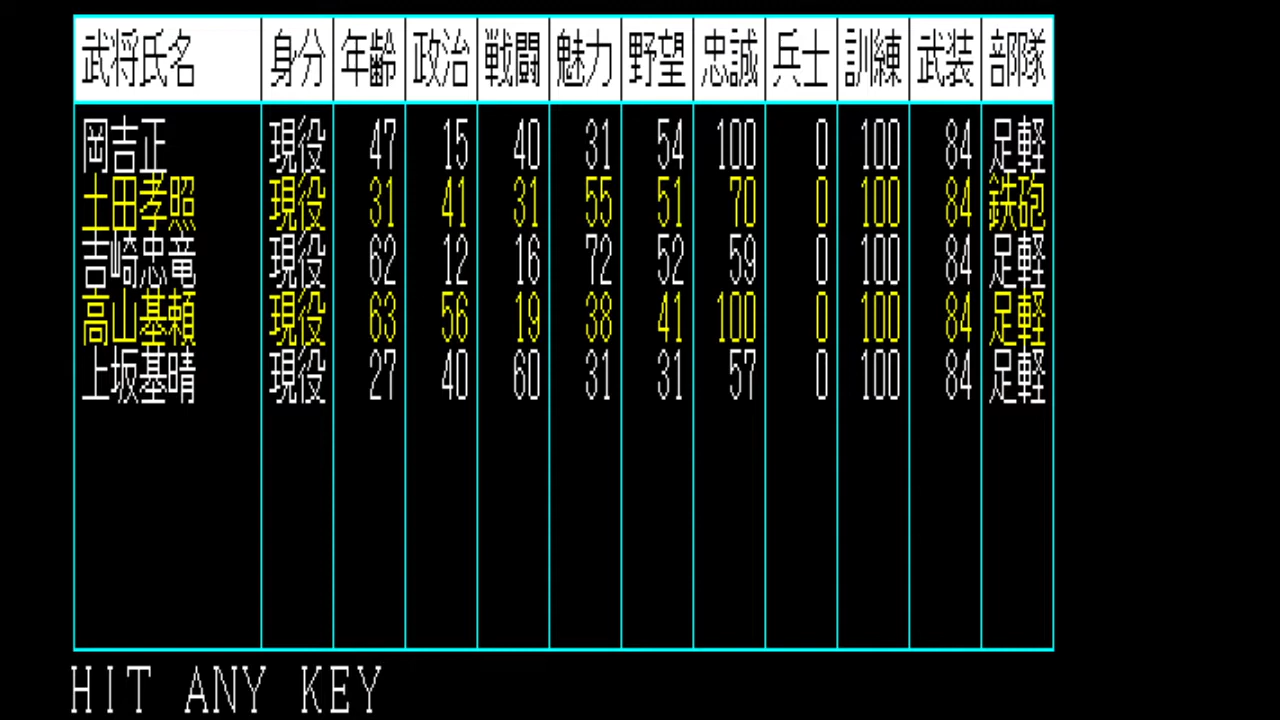 武将氏名 身分 年齢 政治 戦闘 魅力 野望 忠誠 兵士 訓練 武装 部隊
岡吉正 現役 47 15 40 31 54 100 0 100 84 足軽
土田孝照 現役 31 41 31 55 51 70 0 100 84 鉄砲
吉崎忠竜 現役 62 12 16 72 52 59 0 100 84 足軽
高山基頼 現役 63 56 19 38 41 100 0 100 84 足軽
上坂基晴 現役 27 40 60 31 31 57 0 100 84 足軽
HIT ANY KEY